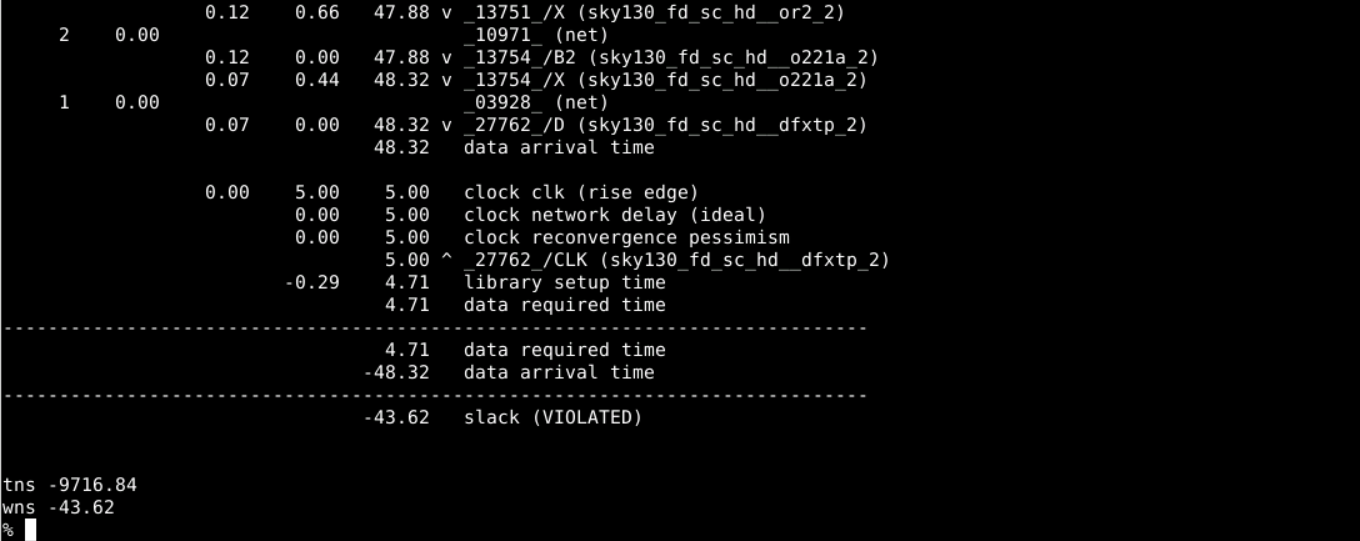 0.12 0.66 47.88 v _13751_/X (sky130_fd_sc_hd__or2_2)
2 0.00 _10971_ (net)
0.12 0.00 47.88 v _13754_/B2 (sky130_fd_sc_hd__o221a_2)
0.07 0.44 48.32 v _13754_/X (sky130_fd_sc_hd__o221a_2)
1 0.00 _03928_ (net)
0.07 0.00 48.32 v _27762_/D (sky130_fd_sc_hd__dfxtp_2)
48.32 data arrival time
0.00 5.00 5.00 clock clk (rise edge)
0.00 5.00 clock network delay (ideal)
0.00 5.00 clock reconvergence pessimism
5.00 ^ _27762_/CLK (sky130_fd_sc_hd__dfxtp_2)
-0.29 4.71 library setup time
4.71 data required time
-----------------------------------------------------------------------------
4.71 data required time
-48.32 data arrival time
-----------------------------------------------------------------------------
-43.62 slack (VIOLATED)
tns -9716.84
wns -43.62
%